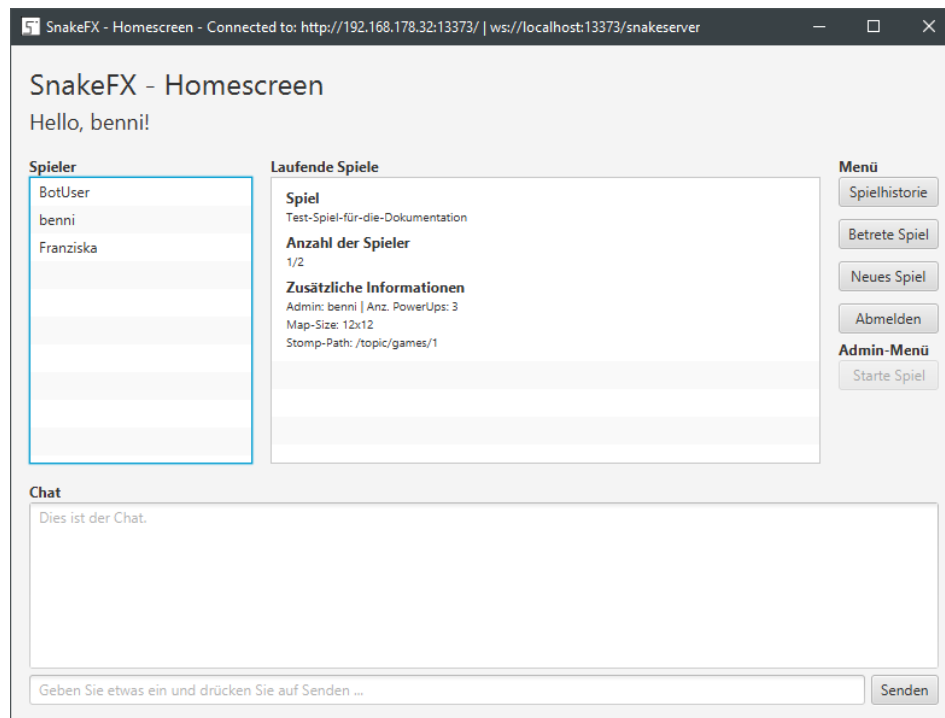 SnakeFX - Homescreen - Connected to: http://192.168.178.32:13373/ | ws://localhost:13373/snakeserver
SnakeFX - Homescreen
Hello, benni!
Spieler
BotUser
benni
Franziska
Laufende Spiele
Spiel
Test-Spiel-für-die-Dokumentation
Anzahl der Spieler
1/2
Zusätzliche Informationen
Admin: benni | Anz. PowerUps: 3
Map-Size: 12x12
Stomp-Path: /topic/games/1
Menü
Spielhistorie
Betrete Spiel
Neues Spiel
Abmelden
Admin-Menü
Starte Spiel
Chat
Dies ist der Chat.
Geben Sie etwas ein und drücken Sie auf Senden ...
Senden